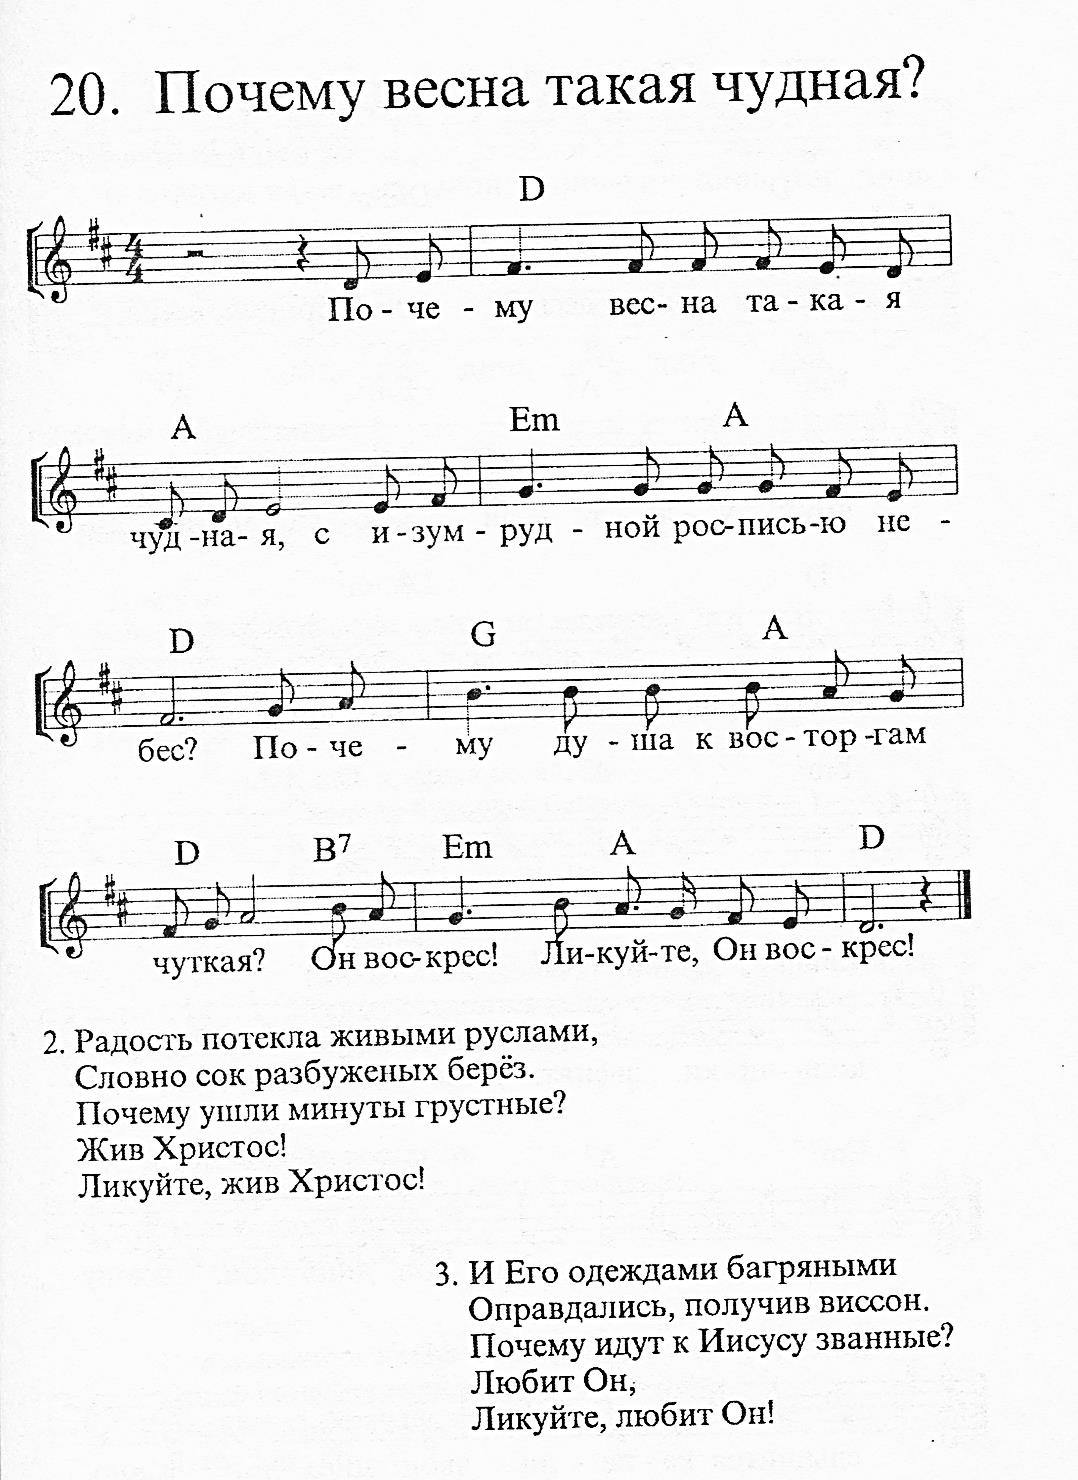 20. Почему весна такая чудная?
D
По - че - му вес- на та - ка - я
A Em A
чуд -на- я, с и -зум - руд - ной рос-пись-ю не -
D G A
бес? По - че - му ду - ша к вос - тор -гам
D B7 Em A D
чуткая? Он вос-крес! Ли-куй-те, Он вос - крес!
2. Радость потекла живыми руслами,
Словно сок разбуженых берёз.
Почему ушли минуты грустные?
Жив Христос!
Ликуйте, жив Христос!
3. И Его одеждами багряными
Оправдались, получив виссон.
Почему идут к Иисусу званные?
Любит Он,
Ликуйте, любит Он!